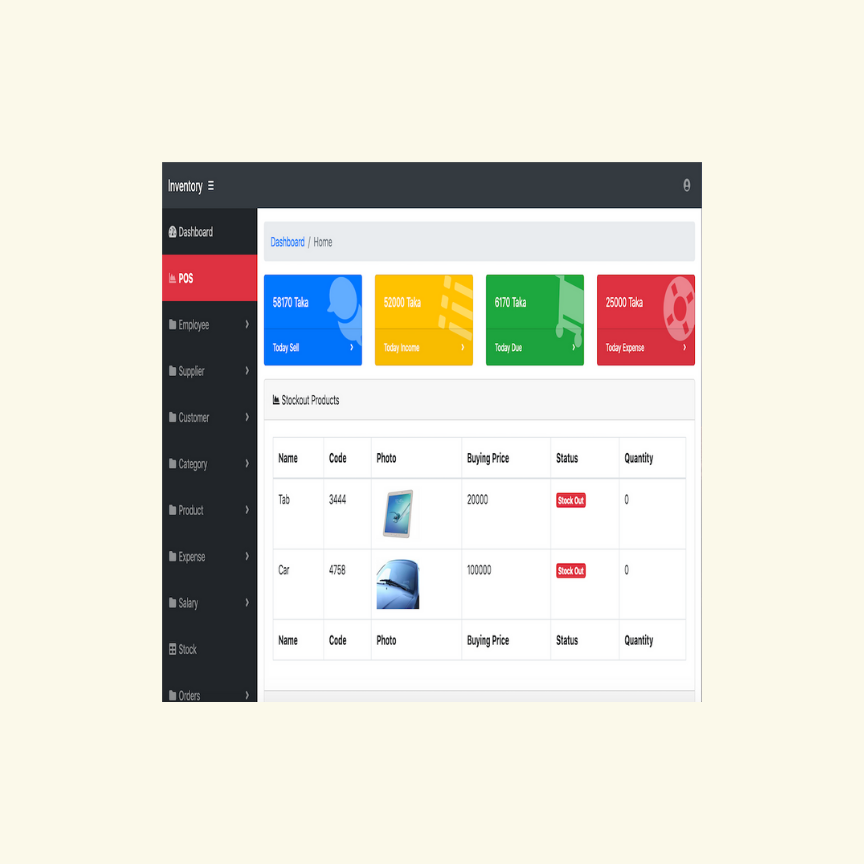 Inventory
Dashboard
POS
Employee
Supplier
Customer
Category
Product
Expense
Salary
Stock
Orders
Dashboard / Home
58170 Taka
Today Sell
52000 Taka
Today Income
6170 Taka
Today Due
25000 Taka
Today Expense
Stockout Products
Name Code Photo Buying Price Status Quantity
Tab 3444 20000 Stock Out 0
Car 4758 100000 Stock Out 0
Name Code Photo Buying Price Status Quantity